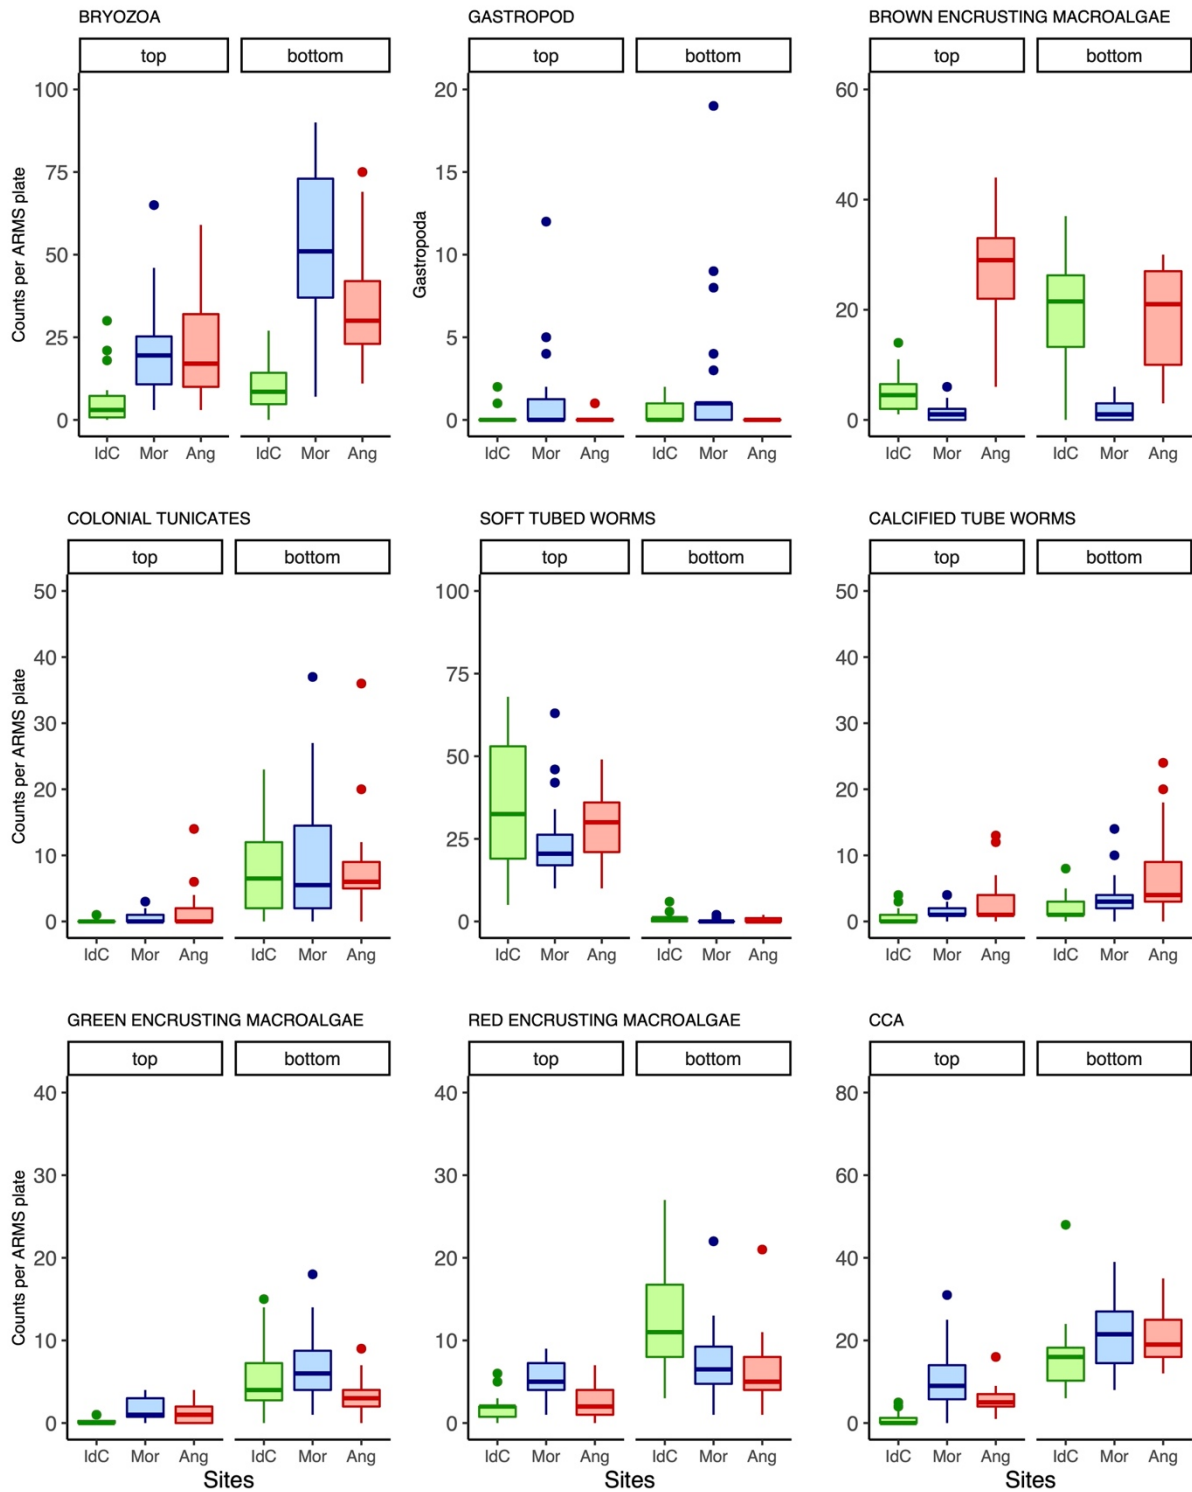 BRYOZOA
GASTROPOD
BROWN ENCRUSTING MACROALGAE
top bottom
top bottom
top bottom
Counts per ARMS plate
100
75
50
25
0
Gastropoda
20
15
10
5
0
60
40
20
0
IdC Mor Ang IdC Mor Ang
IdC Mor Ang IdC Mor Ang
IdC Mor Ang IdC Mor Ang
COLONIAL TUNICATES
SOFT TUBED WORMS
CALCIFIED TUBE WORMS
top bottom
top bottom
top bottom
Counts per ARMS plate
50
40
30
20
10
0
100
75
50
25
0
50
40
30
20
10
0
IdC Mor Ang IdC Mor Ang
IdC Mor Ang IdC Mor Ang
IdC Mor Ang IdC Mor Ang
GREEN ENCRUSTING MACROALGAE
RED ENCRUSTING MACROALGAE
CCA
top bottom
top bottom
top bottom
Counts per ARMS plate
40
30
20
10
0
40
30
20
10
0
80
60
40
20
0
IdC Mor Ang IdC Mor Ang
IdC Mor Ang IdC Mor Ang
IdC Mor Ang IdC Mor Ang
Sites
Sites
Sites